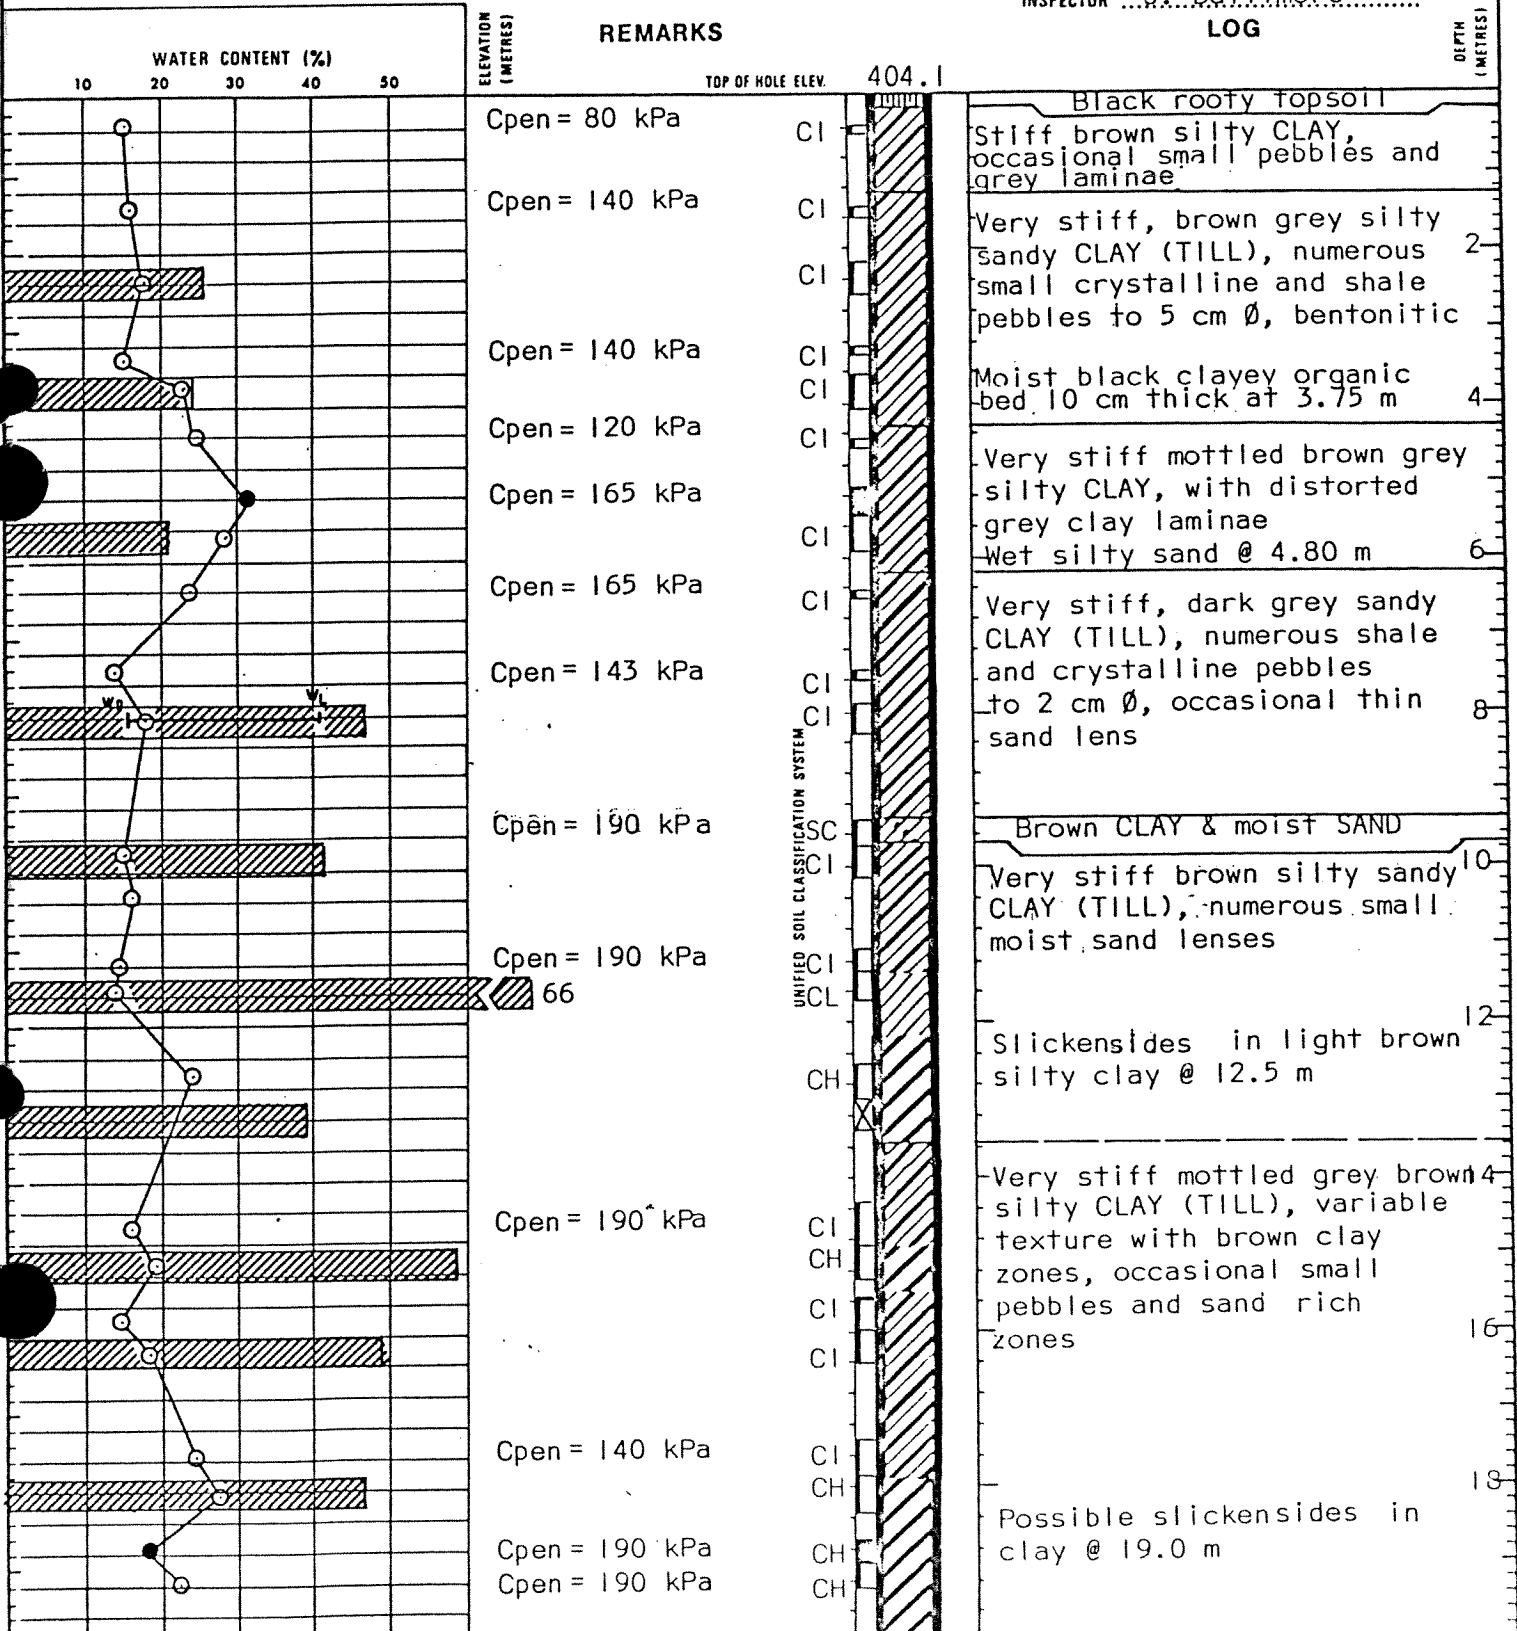 INSPECTOR
ELEVATION (METRES)
REMARKS
LOG
DEPTH (METRES)
WATER CONTENT (%)
10 20 30 40 50
TOP OF HOLE ELEV. 404.1
Black rooty topsoil
Cpen = 80 kPa
CI
Stiff brown silty CLAY,
occasional small pebbles and
grey laminae
Cpen = 140 kPa
CI
Very stiff, brown grey silty
2
sandy CLAY (TILL), numerous
CI
small crystalline and shale
pebbles to 5 cm Ø, bentonitic
Cpen = 140 kPa
CI
Moist black clayey organic
CI
bed 10 cm thick at 3.75 m
4
Cpen = 120 kPa
CI
Very stiff mottled brown grey
silty CLAY, with distorted
Cpen = 165 kPa
grey clay laminae
CI
Wet silty sand @ 4.80 m
6
Cpen = 165 kPa
CI
Very stiff, dark grey sandy
CLAY (TILL), numerous shale
and crystalline pebbles
Cpen = 143 kPa
CI
to 2 cm Ø, occasional thin
8
WP WL
CI
sand lens
UNIFIED SOIL CLASSIFICATION SYSTEM
Cpen = 190 kPa
SC
Brown CLAY & moist SAND
CI
10
Very stiff brown silty sandy
CLAY (TILL), numerous small
moist sand lenses
Cpen = 190 kPa
CI
66
CL
12
Slickensides in light brown
silty clay @ 12.5 m
CH
Very stiff mottled grey brown
14
silty CLAY (TILL), variable
Cpen = 190 kPa
CI
texture with brown clay
CH
zones, occasional small
CI
pebbles and sand rich
16
zones
CI
Cpen = 140 kPa
CI
CH
18
Possible slickensides in
clay @ 19.0 m
Cpen = 190 kPa
CH
Cpen = 190 kPa
CH